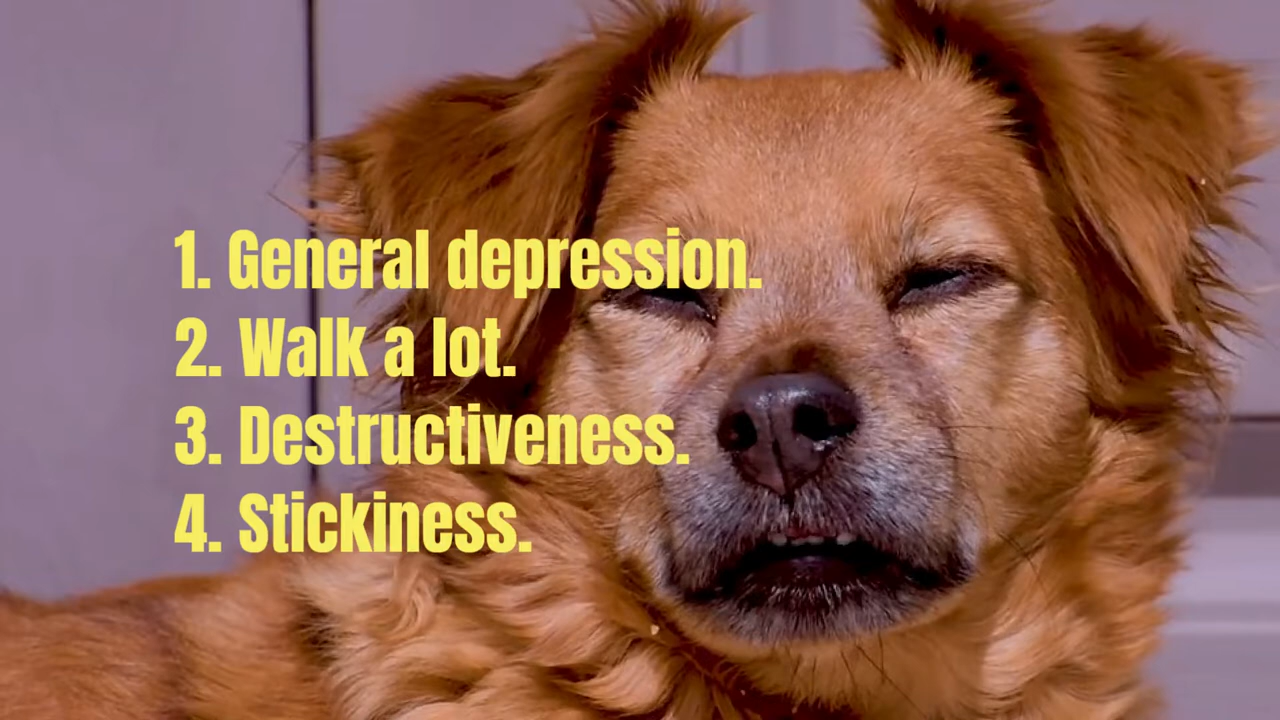 1. General depression.
2. Walk a lot.
3. Destructiveness.
4. Stickiness.